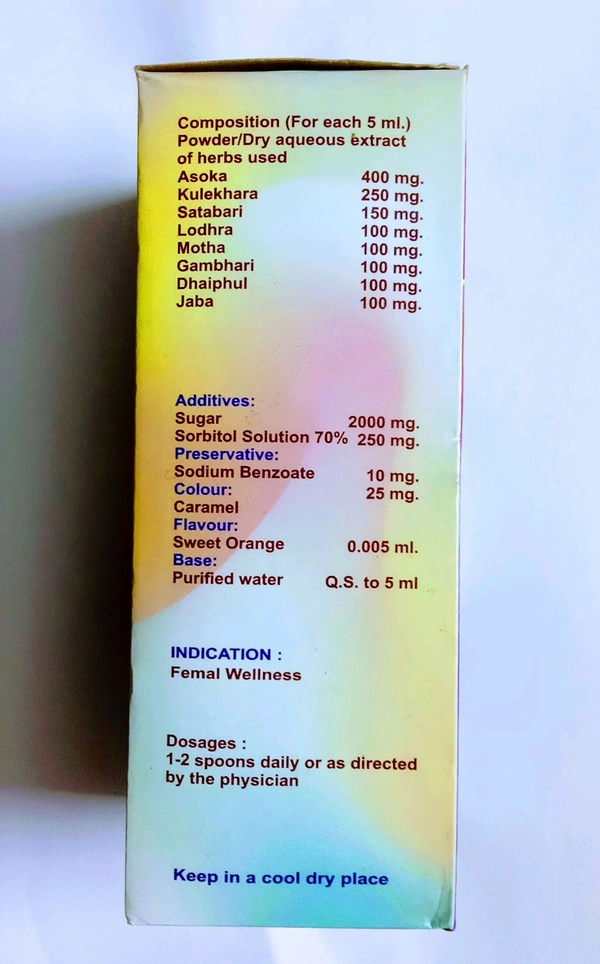 Composition (For each 5 ml.)
Powder/Dry aqueous extract
of herbs used
Asoka 400 mg.
Kulekhara 250 mg.
Satabari 150 mg.
Lodhra 100 mg.
Motha 100 mg.
Gambhari 100 mg.
Dhaiphul 100 mg.
Jaba 100 mg.
Additives:
Sugar 2000 mg.
Sorbitol Solution 70% 250 mg.
Preservative:
Sodium Benzoate 10 mg.
Colour: 25 mg.
Caramel
Flavour:
Sweet Orange 0.005 ml.
Base:
Purified water Q.S. to 5 ml
INDICATION :
Femal Wellness
Dosages :
1-2 spoons daily or as directed
by the physician
Keep in a cool dry place